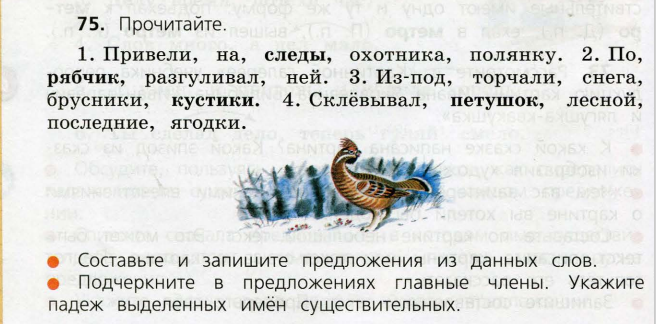 75. Прочитайте.
1. Привели, на, следы, охотника, полянку. 2. По,
рябчик, разгуливал, ней. 3. Из-под, торчали, снега,
брусники, кустики. 4. Склёвывал, петушок, лесной,
последние, ягодки.
Составьте и запишите предложения из данных слов.
Подчеркните в предложениях главные члены. Укажите
падеж выделенных имён существительных.